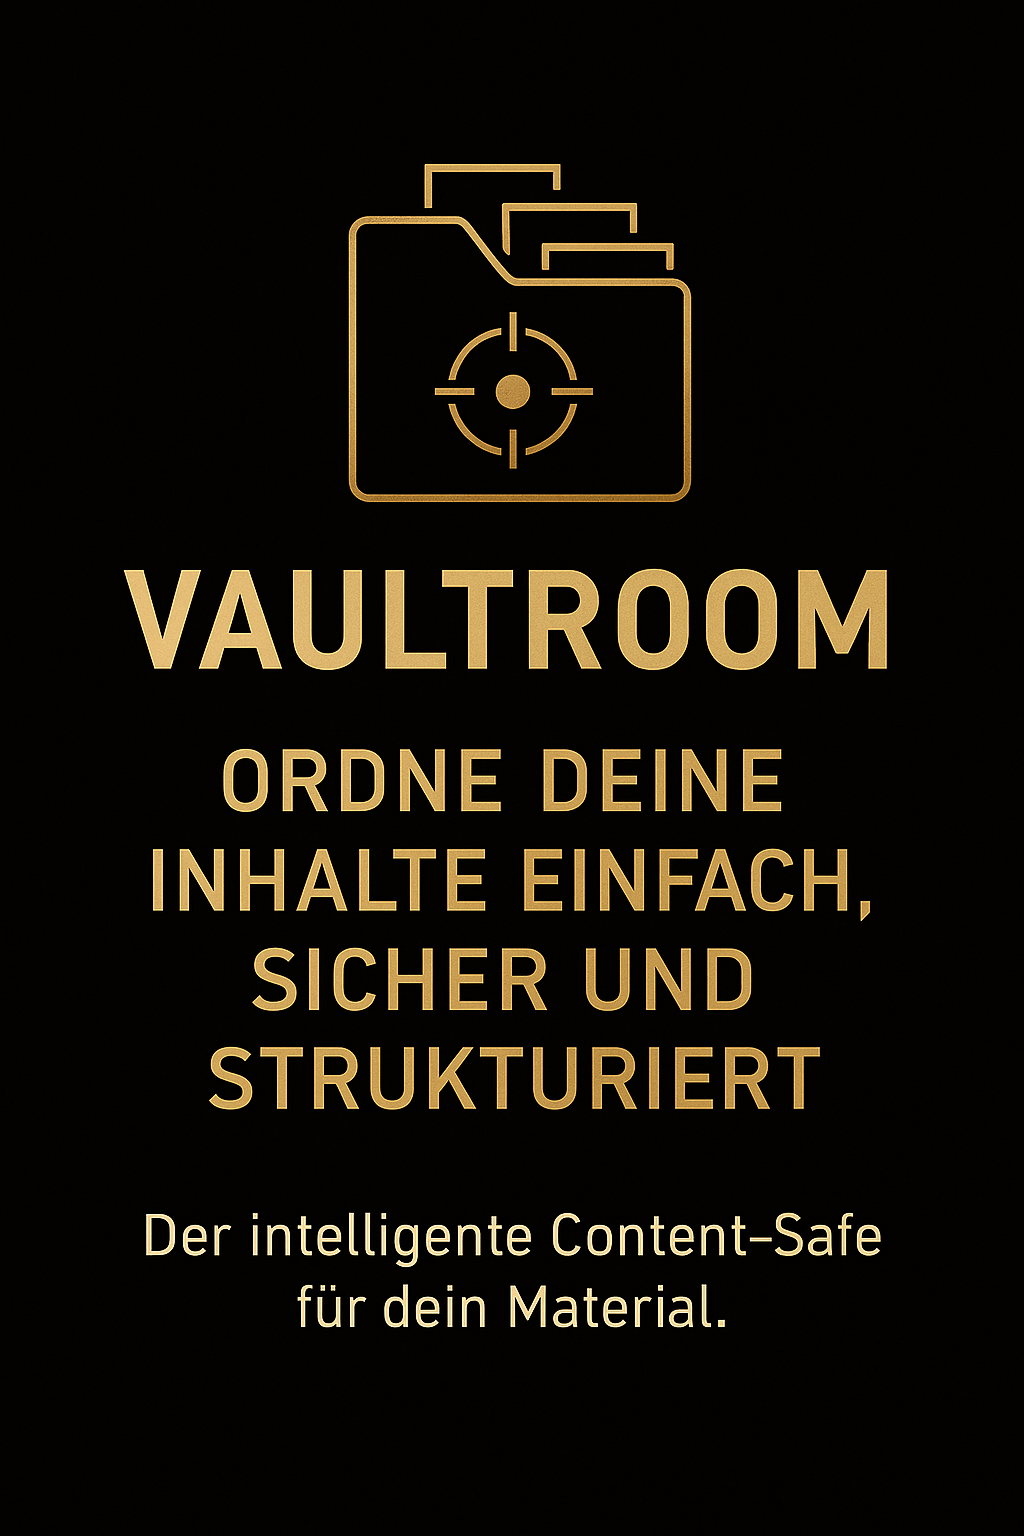 VAULTROOM
ORDNE DEINE
INHALTE EINFACH,
SICHER UND
STRUKTURIERT
Der intelligente Content–Safe
für dein Material.